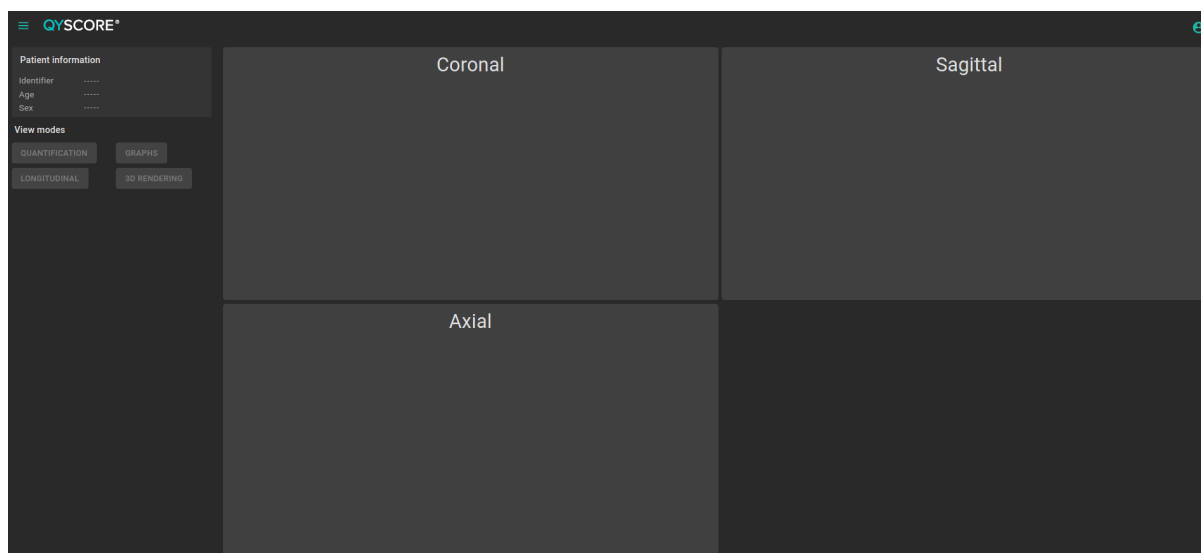 QYSCORE®
Patient information
Identifier -----
Age -----
Sex -----
View modes
QUANTIFICATION GRAPHS
LONGITUDINAL 3D RENDERING
Coronal
Sagittal
Axial